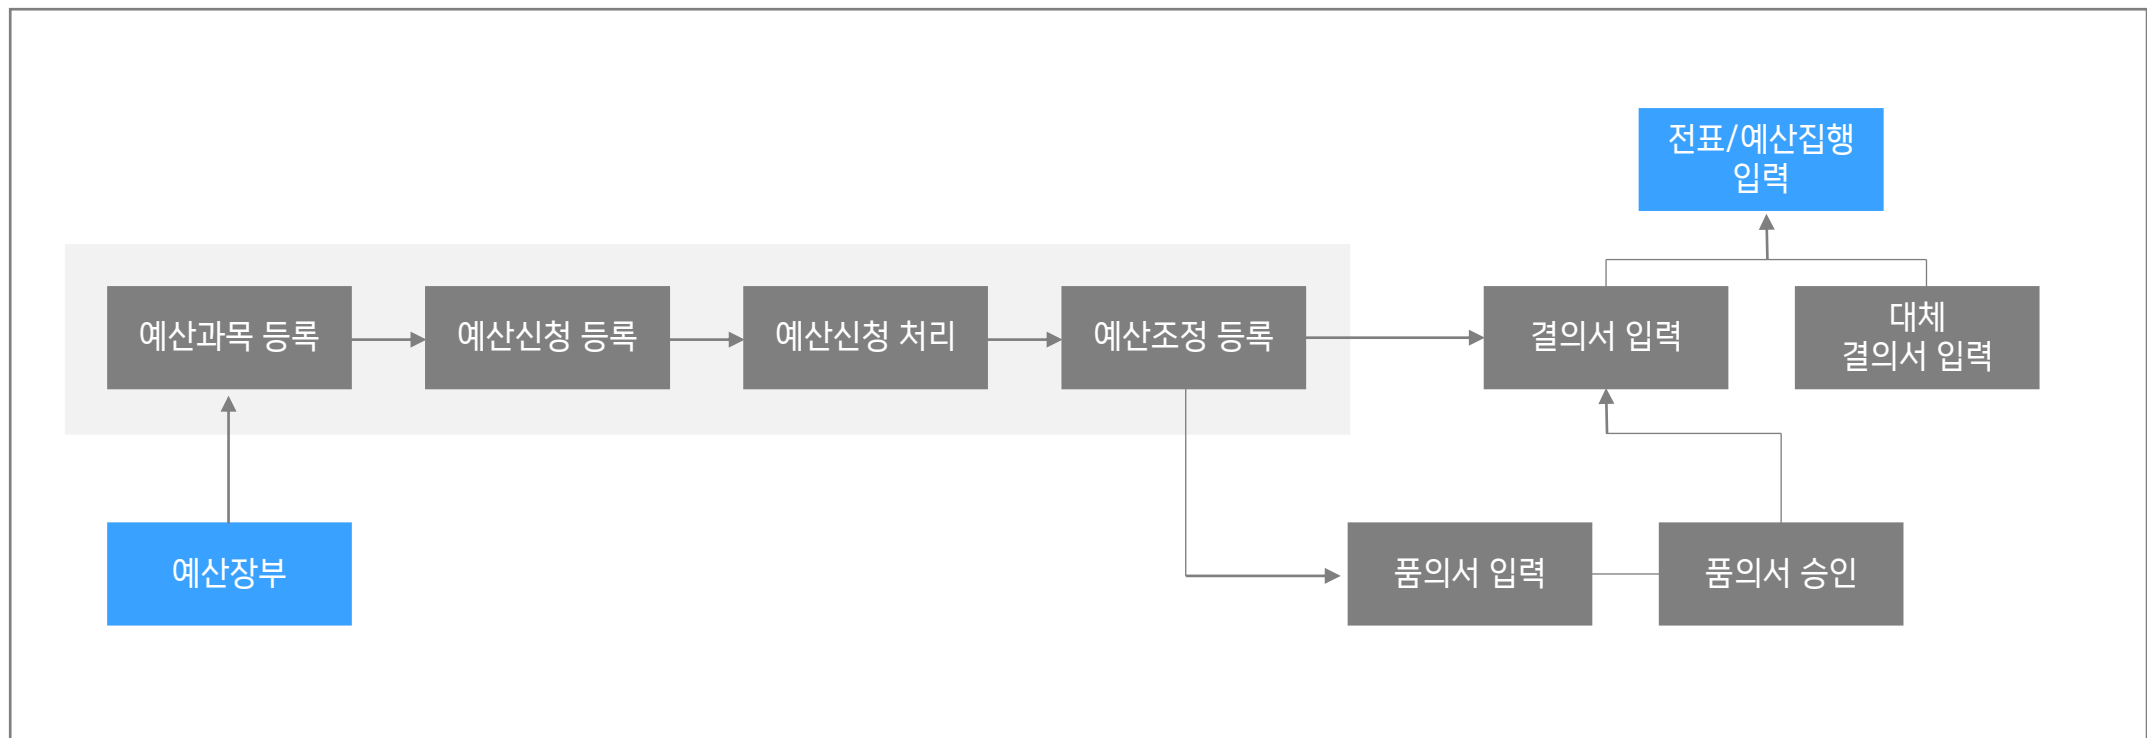 전표/예산집행
입력
예산과목 등록
예산신청 등록
예산신청 처리
예산조정 등록
결의서 입력
대체
결의서 입력
예산장부
품의서 입력
품의서 승인